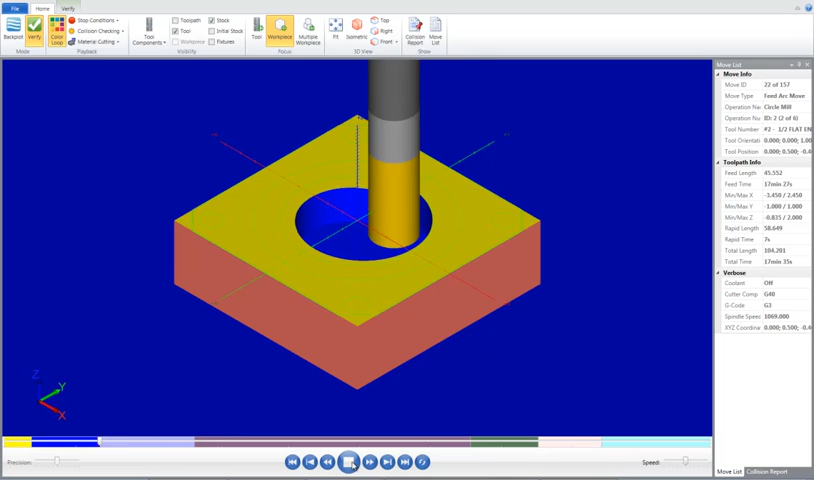 File Home Verify
Backplot Verify Color Loop Stop Conditions Collision Checking Material Cutting Tool Components Toolpath Tool Workpiece Stock Initial Stock Fixtures Tool Workpiece Multiple Workpiece Fit Isometric Top Right Front Collision Report Move List
Mode Playback Visibility Focus 3D View Show
Move List
Move Info
Move ID 22 of 157
Move Type Feed Arc Move
Operation Name Circle Mill
Operation Nu ID: 2 (2 of 6)
Tool Number #2 - 1/2 FLAT EN
Tool Orientati 0.000; 0.000; 1.00
Tool Position 0.000; 0.500; -0.4
Toolpath Info
Feed Length 45.552
Feed Time 17min 27s
Min/Max X -3.450 / 2.450
Min/Max Y -1.000 / 1.000
Min/Max Z -0.835 / 2.000
Rapid Length 58.649
Rapid Time 7s
Total Length 104.201
Total Time 17min 35s
Verbose
Coolant Off
Cutter Comp G40
G-Code G3
Spindle Speed 1069.000
XYZ Coordina 0.000; 0.500; -0.4
Z
Y
X
Precision: Speed:
Move List Collision Report